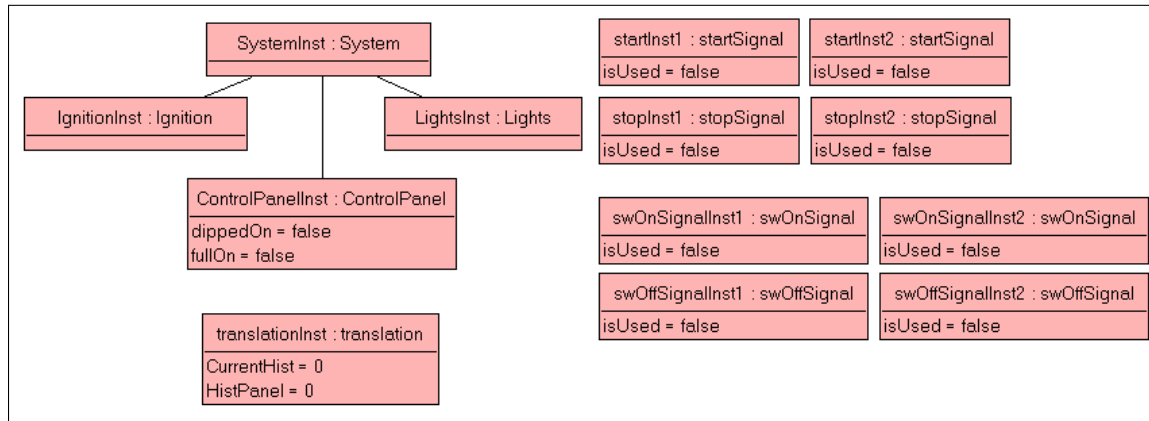 SystemInst : System
IgnitionInst : Ignition
LightsInst : Lights
ControlPanelInst : ControlPanel
dippedOn = false
fullOn = false
translationInst : translation
CurrentHist = 0
HistPanel = 0
startInst1 : startSignal
isUsed = false
startInst2 : startSignal
isUsed = false
stopInst1 : stopSignal
isUsed = false
stopInst2 : stopSignal
isUsed = false
swOnSignalInst1 : swOnSignal
isUsed = false
swOnSignalInst2 : swOnSignal
isUsed = false
swOffSignalInst1 : swOffSignal
isUsed = false
swOffSignalInst2 : swOffSignal
isUsed = false